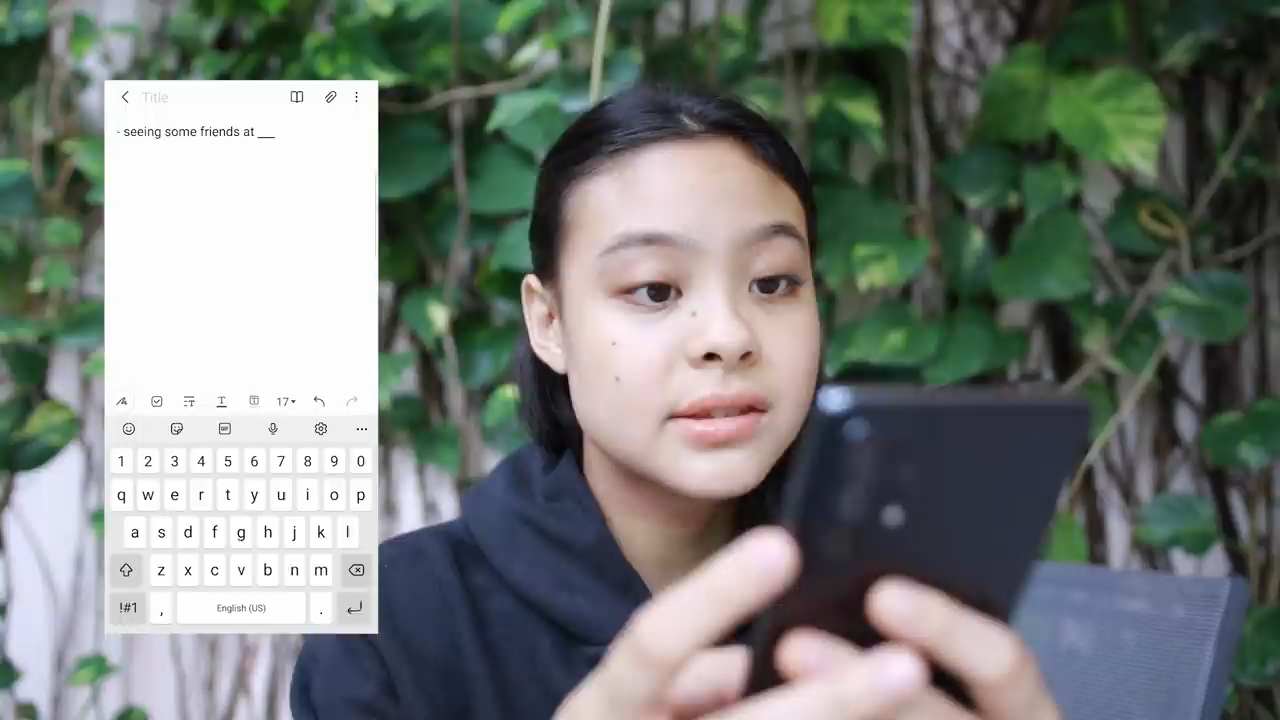 Title
- seeing some friends at ___
17
1 2 3 4 5 6 7 8 9 0
q w e r t y u i o p
a s d f g h j k l
z x c v b n m
!#1 , English (US) .